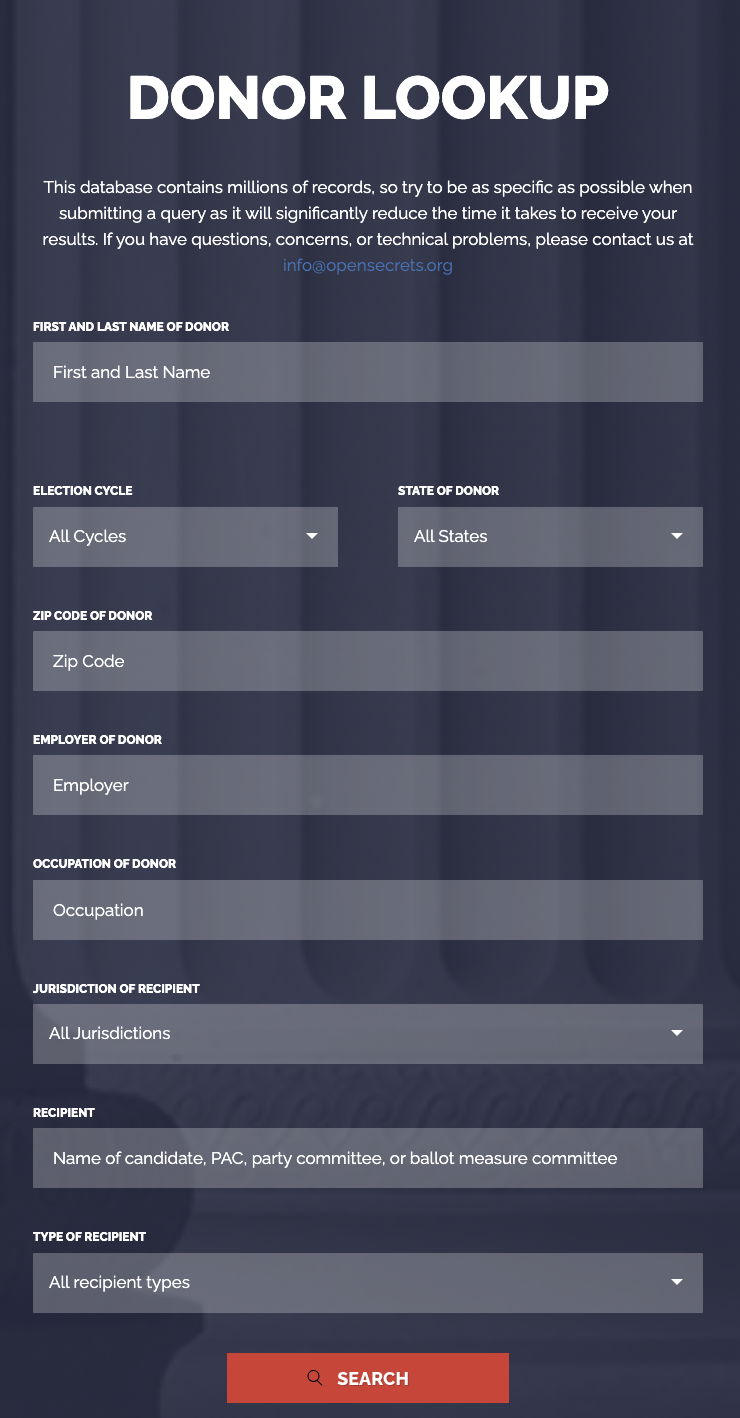 DONOR LOOKUP
This database contains millions of records, so try to be as specific as possible when
submitting a query as it will significantly reduce the time it takes to receive your
results. If you have questions, concerns, or technical problems, please contact us at
info@opensecrets.org
FIRST AND LAST NAME OF DONOR
First and Last Name
ELECTION CYCLE
All Cycles
STATE OF DONOR
All States
ZIP CODE OF DONOR
Zip Code
EMPLOYER OF DONOR
Employer
OCCUPATION OF DONOR
Occupation
JURISDICTION OF RECIPIENT
All Jurisdictions
RECIPIENT
Name of candidate, PAC, party committee, or ballot measure committee
TYPE OF RECIPIENT
All recipient types
SEARCH